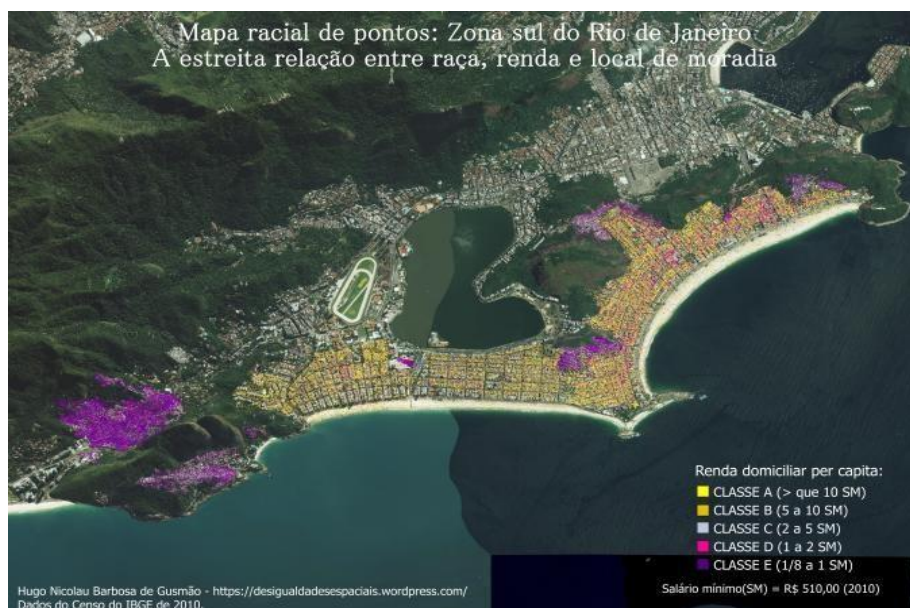 Mapa racial de pontos: Zona sul do Rio de Janeiro
A estreita relação entre raça, renda e local de moradia
Renda domiciliar per capita:
CLASSE A (> que 10 SM)
CLASSE B (5 a 10 SM)
CLASSE C (2 a 5 SM)
CLASSE D (1 a 2 SM)
CLASSE E (1/8 a 1 SM)
Salário mínimo(SM) = R$ 510,00 (2010)
Hugo Nicolau Barbosa de Gusmão - https://desigualdadesespaciais.wordpress.com/
Dados do Censo do IBGE de 2010.